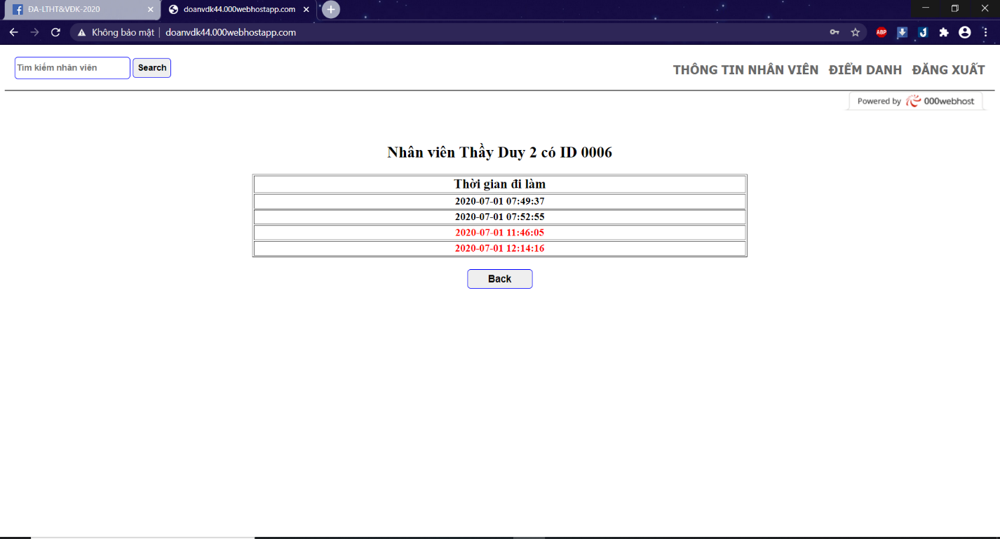 ĐA-LTHT&VĐK-2020
doanvdk44.000webhostapp.com
Không bảo mật
doanvdk44.000webhostapp.com
ABP
Tìm kiếm nhân viên
Search
THÔNG TIN NHÂN VIÊN ĐIỂM DANH ĐĂNG XUẤT
Powered by 000webhost
Nhân viên Thầy Duy 2 có ID 0006
Thời gian đi làm
2020-07-01 07:49:37
2020-07-01 07:52:55
2020-07-01 11:46:05
2020-07-01 12:14:16
Back